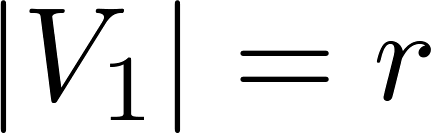 |V₁| = r